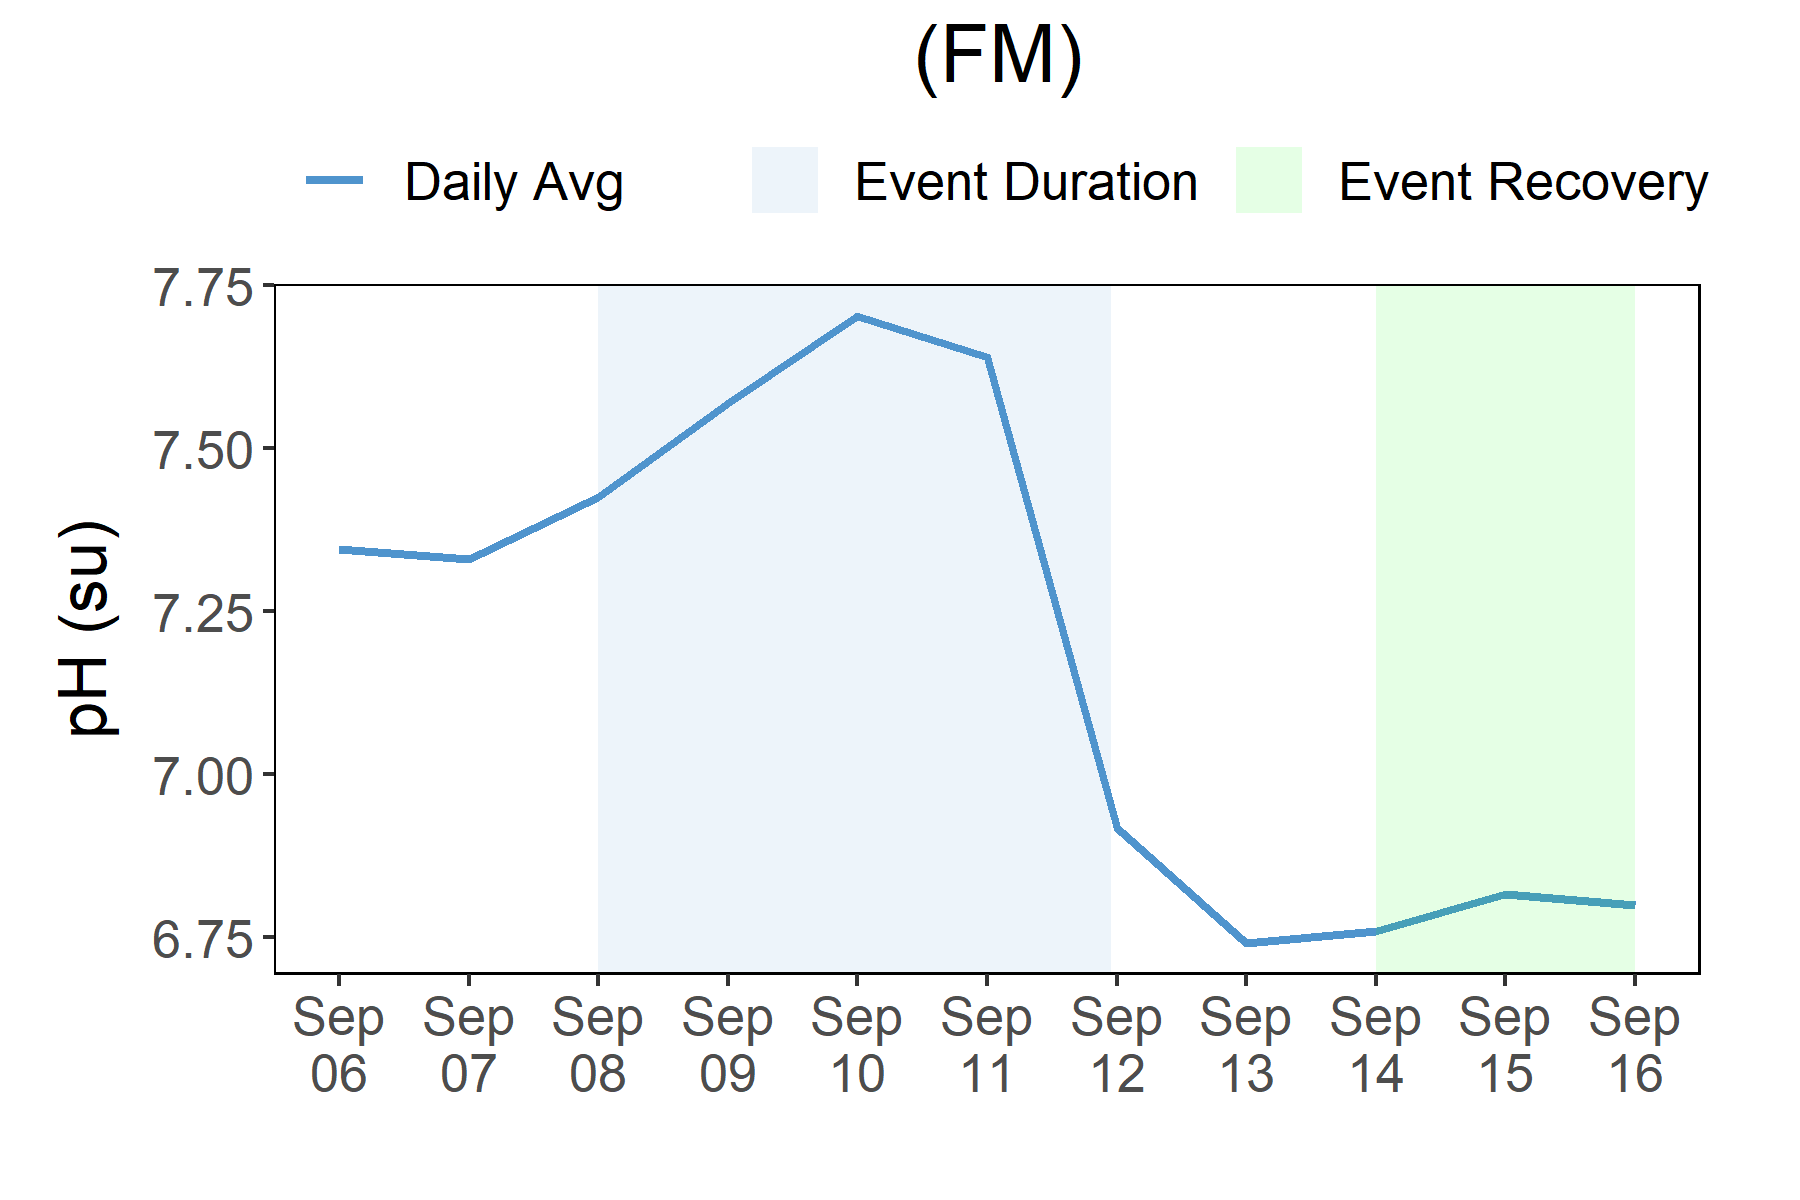 (FM)
Daily Avg Event Duration Event Recovery
7.75
7.50
7.25
7.00
6.75
pH (su)
Sep Sep Sep Sep Sep Sep Sep Sep Sep Sep Sep
06 07 08 09 10 11 12 13 14 15 16